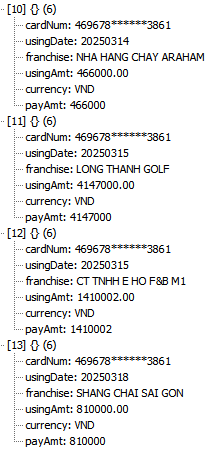 [10] {} (6)
cardNum: 469678******3861
usingDate: 20250314
franchise: NHA HANG CHAY ARAHAM
usingAmt: 466000.00
currency: VND
payAmt: 466000
[11] {} (6)
cardNum: 469678******3861
usingDate: 20250315
franchise: LONG THANH GOLF
usingAmt: 4147000.00
currency: VND
payAmt: 4147000
[12] {} (6)
cardNum: 469678******3861
usingDate: 20250315
franchise: CT TNHH E HO F&B M1
usingAmt: 1410002.00
currency: VND
payAmt: 1410002
[13] {} (6)
cardNum: 469678******3861
usingDate: 20250318
franchise: SHANG CHAI SAI GON
usingAmt: 810000.00
currency: VND
payAmt: 810000